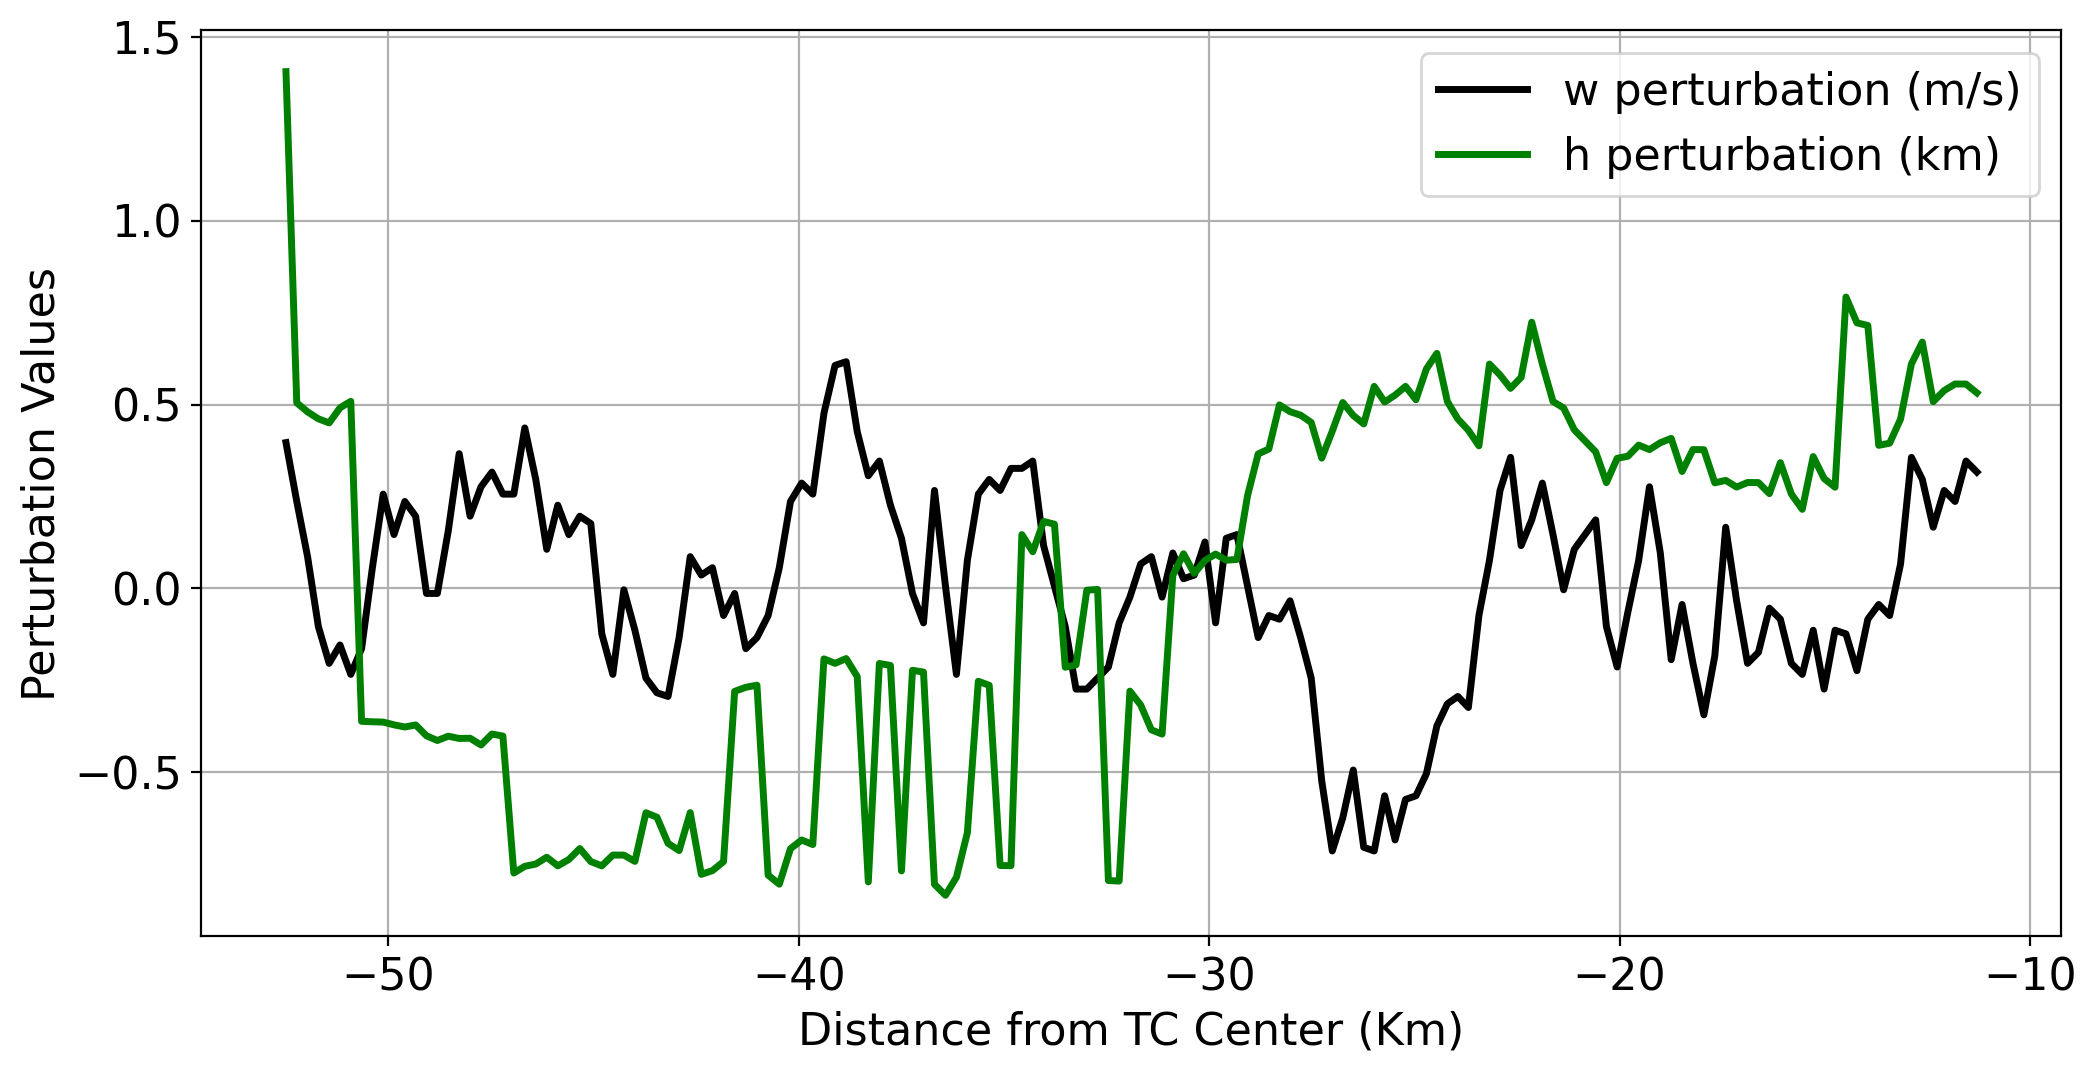 1.5
1.0
0.5
0.0
−0.5
Perturbation Values
w perturbation (m/s)
h perturbation (km)
−50
−40
−30
−20
−10
Distance from TC Center (Km)